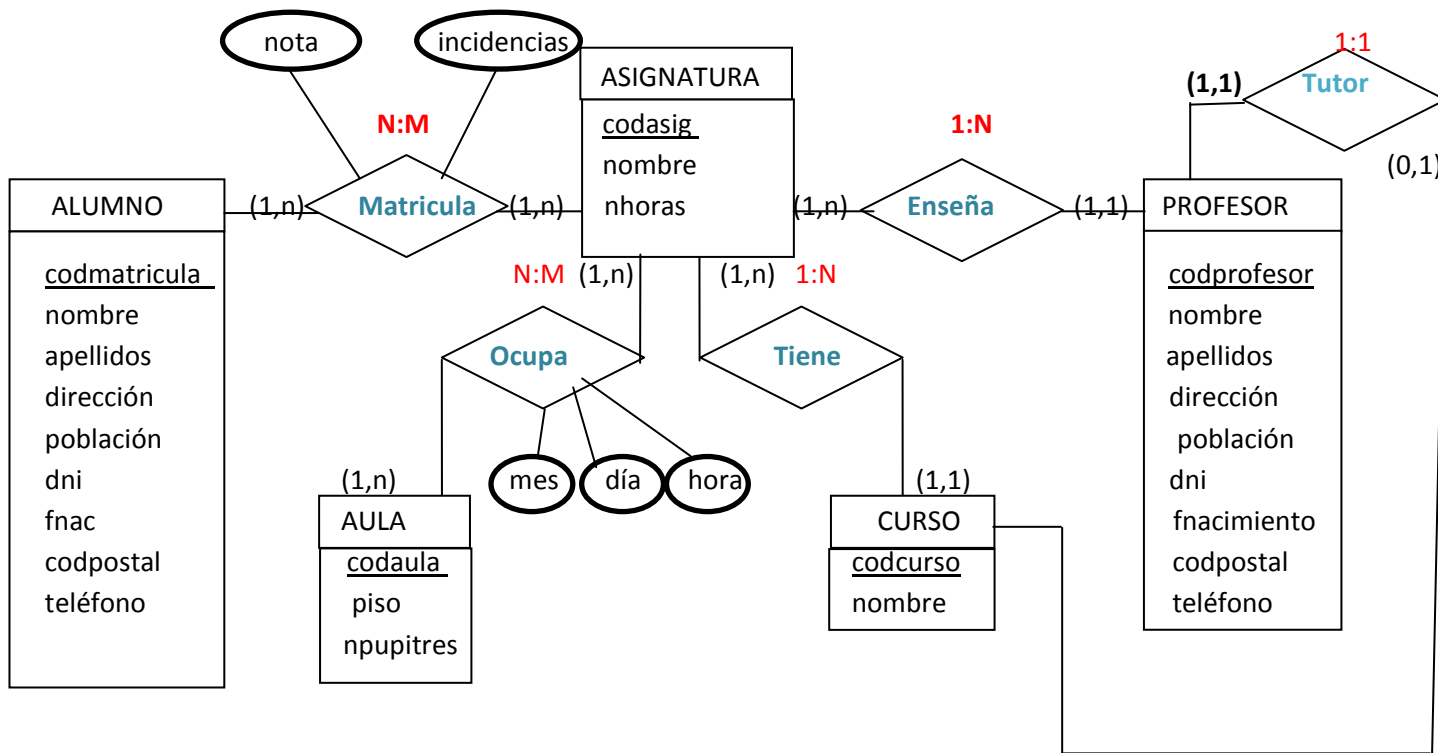 nota
incidencias
N:M
ALUMNO
codmatricula
nombre
apellidos
dirección
población
dni
fnac
codpostal
teléfono
(1,n)
Matricula
(1,n)
ASIGNATURA
codasig
nombre
nhoras
(1,n)
1:N
Enseña
(1,1)
1:1
(1,1)
Tutor
(0,1)
PROFESOR
codprofesor
nombre
apellidos
dirección
población
dni
fnacimiento
codpostal
teléfono
N:M
(1,n)
(1,n)
1:N
Ocupa
Tiene
mes
día
hora
(1,n)
AULA
codaula
piso
npupitres
(1,1)
CURSO
codcurso
nombre